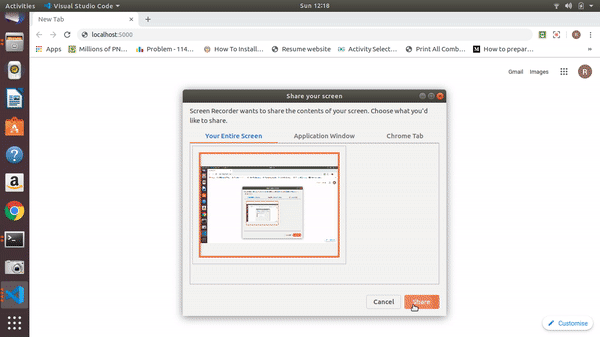 Activities Visual Studio Code Sun 12:18
New Tab
localhost:5000
Apps Millions of PN... Problem - 114... How To Install... Resume website Activity Select... Print All Comb... How to prepar... »
Gmail Images R
Share your screen
Screen Recorder wants to share the contents of your screen. Choose what you'd
like to share.
Your Entire Screen Application Window Chrome Tab
Cancel Share
Customise